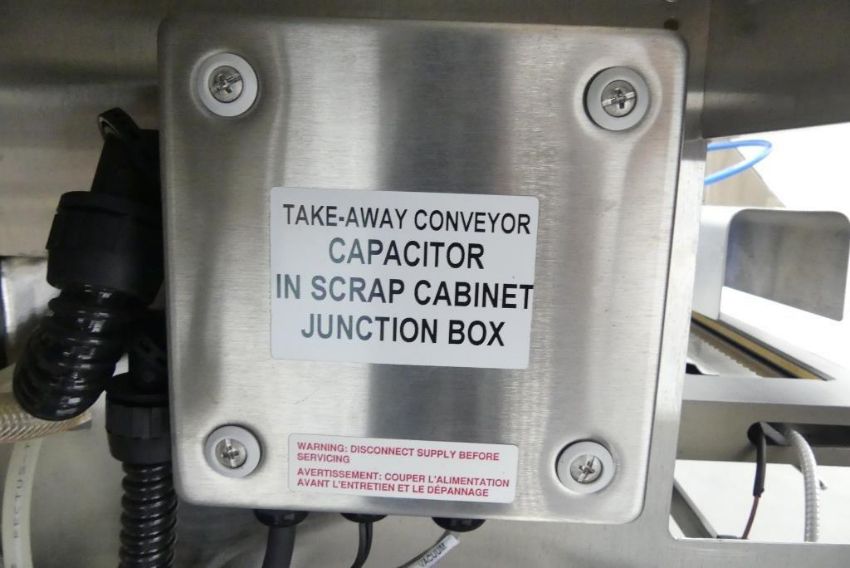 TAKE-AWAY CONVEYOR
CAPACITOR
IN SCRAP CABINET
JUNCTION BOX
WARNING: DISCONNECT SUPPLY BEFORE
SERVICING
AVERTISSEMENT: COUPER L'ALIMENTATION
AVANT L'ENTRETIEN ET LE DÉPANNAGE
VACUUM